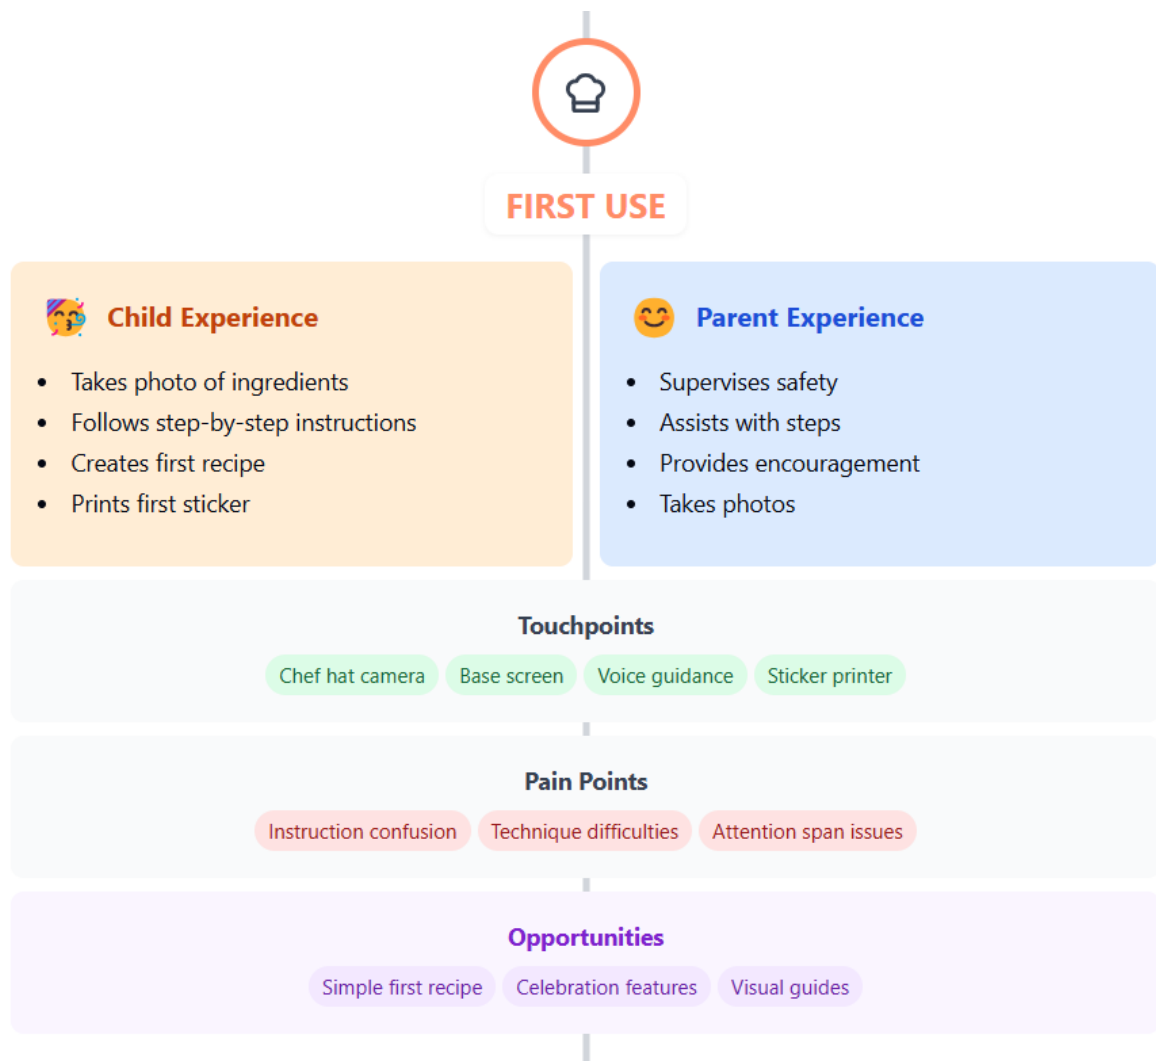 FIRST USE
Child Experience
Takes photo of ingredients
Follows step-by-step instructions
Creates first recipe
Prints first sticker
Parent Experience
Supervises safety
Assists with steps
Provides encouragement
Takes photos
Touchpoints
Chef hat camera Base screen Voice guidance Sticker printer
Pain Points
Instruction confusion Technique difficulties Attention span issues
Opportunities
Simple first recipe Celebration features Visual guides